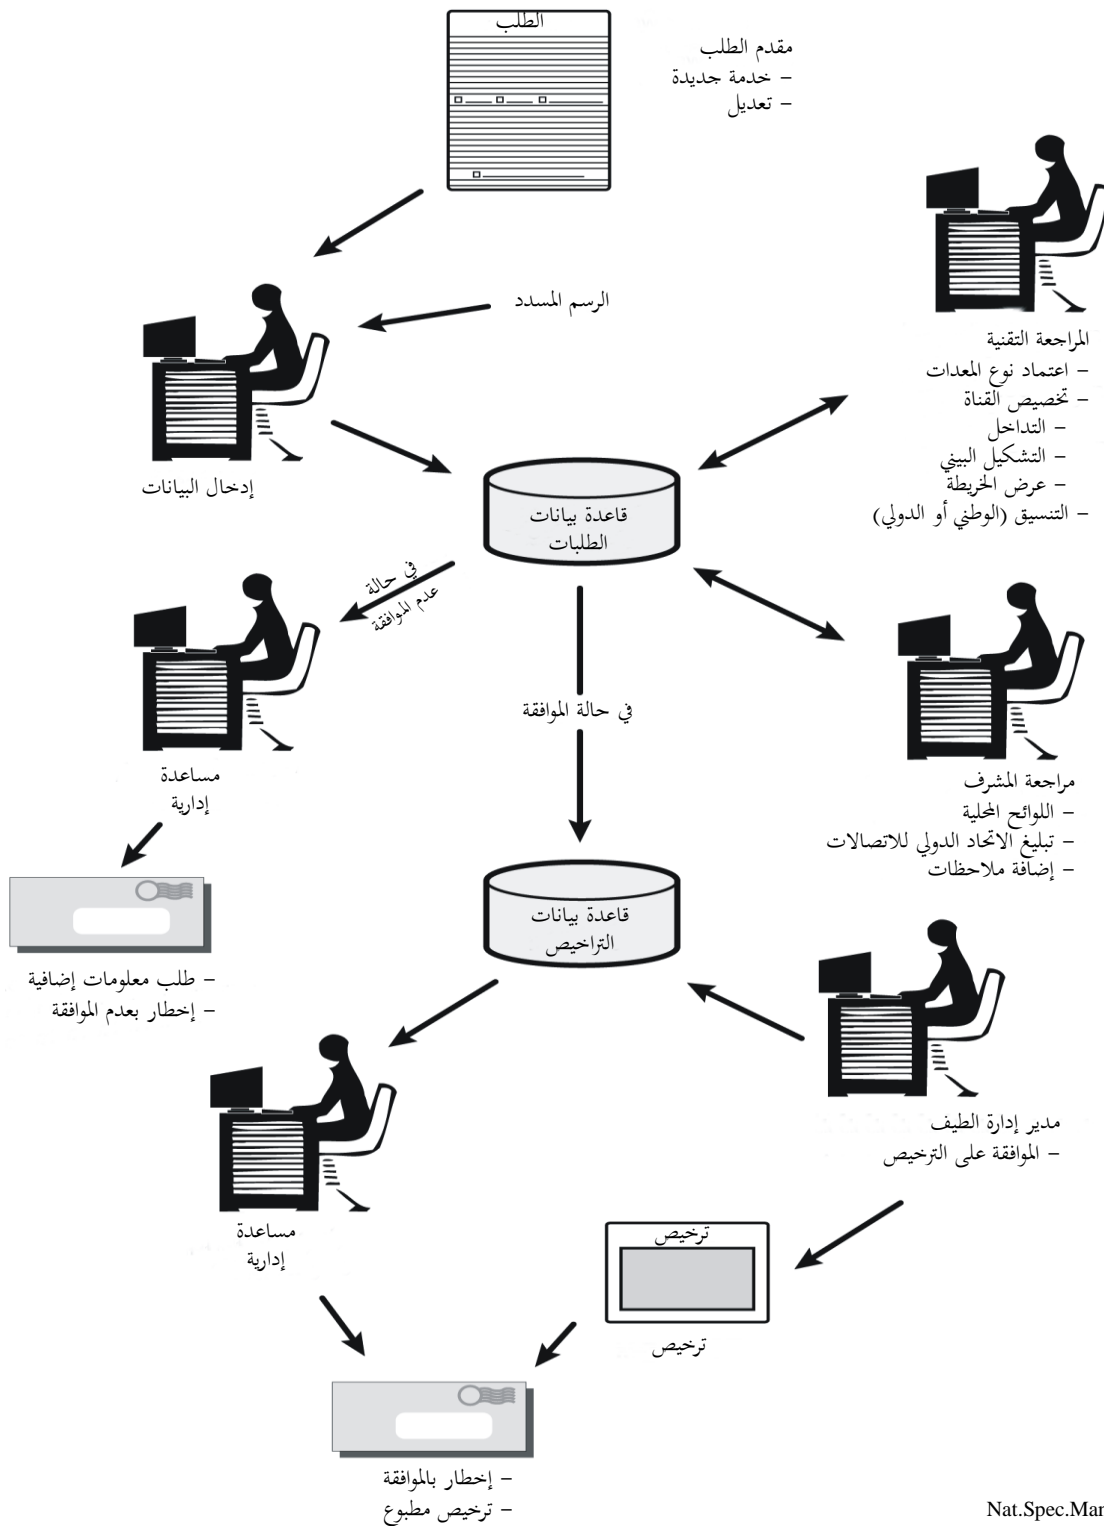 الطلب
مقدم الطلب
– خدمة جديدة
– تعديل
الرسم المسدد
إدخال البيانات
المراجعة التقنية
– اعتماد نوع المعدات
– تخصيص القناة
– التداخل
– التشكيل البيني
– عرض الخريطة
– التنسيق (الوطني أو الدولي)
قاعدة بيانات
الطلبات
في حالة
عدم الموافقة
في حالة الموافقة
مساعدة
إدارية
مراجعة المشرف
– اللوائح المحلية
– تبليغ الاتحاد الدولي للاتصالات
– إضافة ملاحظات
قاعدة بيانات
التراخيص
– طلب معلومات إضافية
– إخطار بعدم الموافقة
مدير إدارة الطيف
– الموافقة على الترخيص
مساعدة
إدارية
ترخيص
ترخيص
– إخطار بالموافقة
– ترخيص مطبوع
Nat.Spec.Man